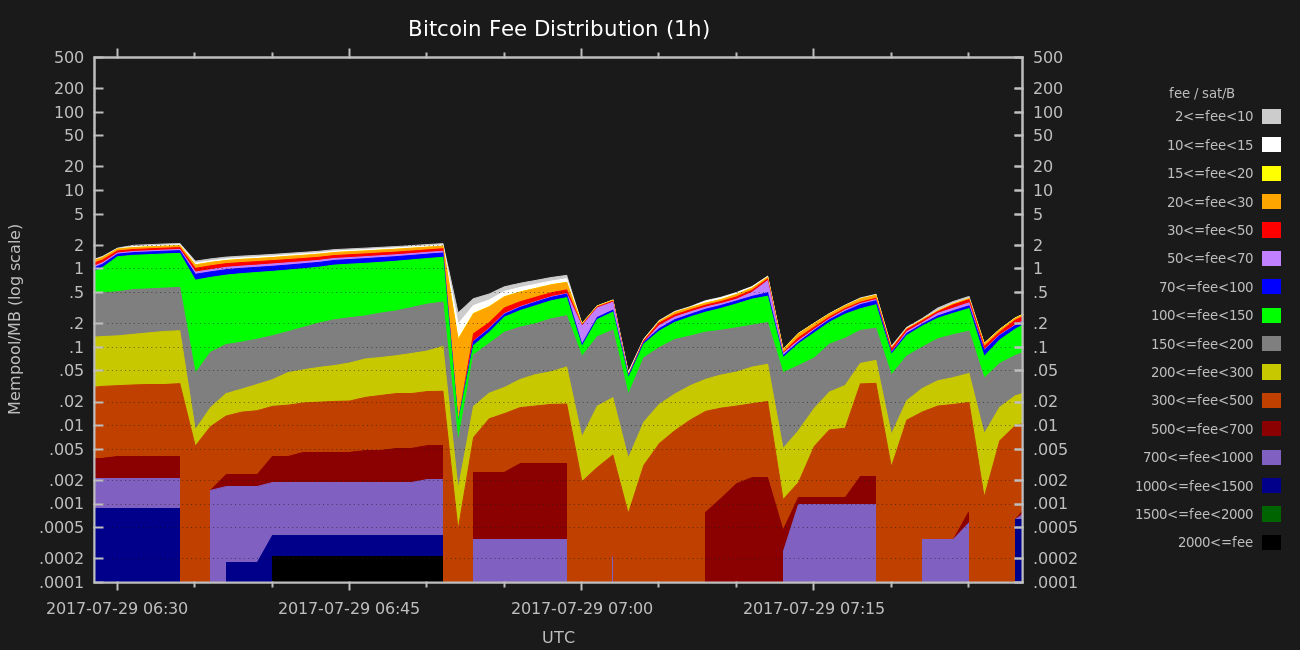 Bitcoin Fee Distribution (1h)
Mempool/MB (log scale)
500
200
100
50
20
10
5
2
1
.5
.2
.1
.05
.02
.01
.005
.002
.001
.0005
.0002
.0001
500
200
100
50
20
10
5
2
1
.5
.2
.1
.05
.02
.01
.005
.002
.001
.0005
.0002
.0001
2017-07-29 06:30
2017-07-29 06:45
2017-07-29 07:00
2017-07-29 07:15
UTC
fee / sat/B
2<=fee<10
10<=fee<15
15<=fee<20
20<=fee<30
30<=fee<50
50<=fee<70
70<=fee<100
100<=fee<150
150<=fee<200
200<=fee<300
300<=fee<500
500<=fee<700
700<=fee<1000
1000<=fee<1500
1500<=fee<2000
2000<=fee